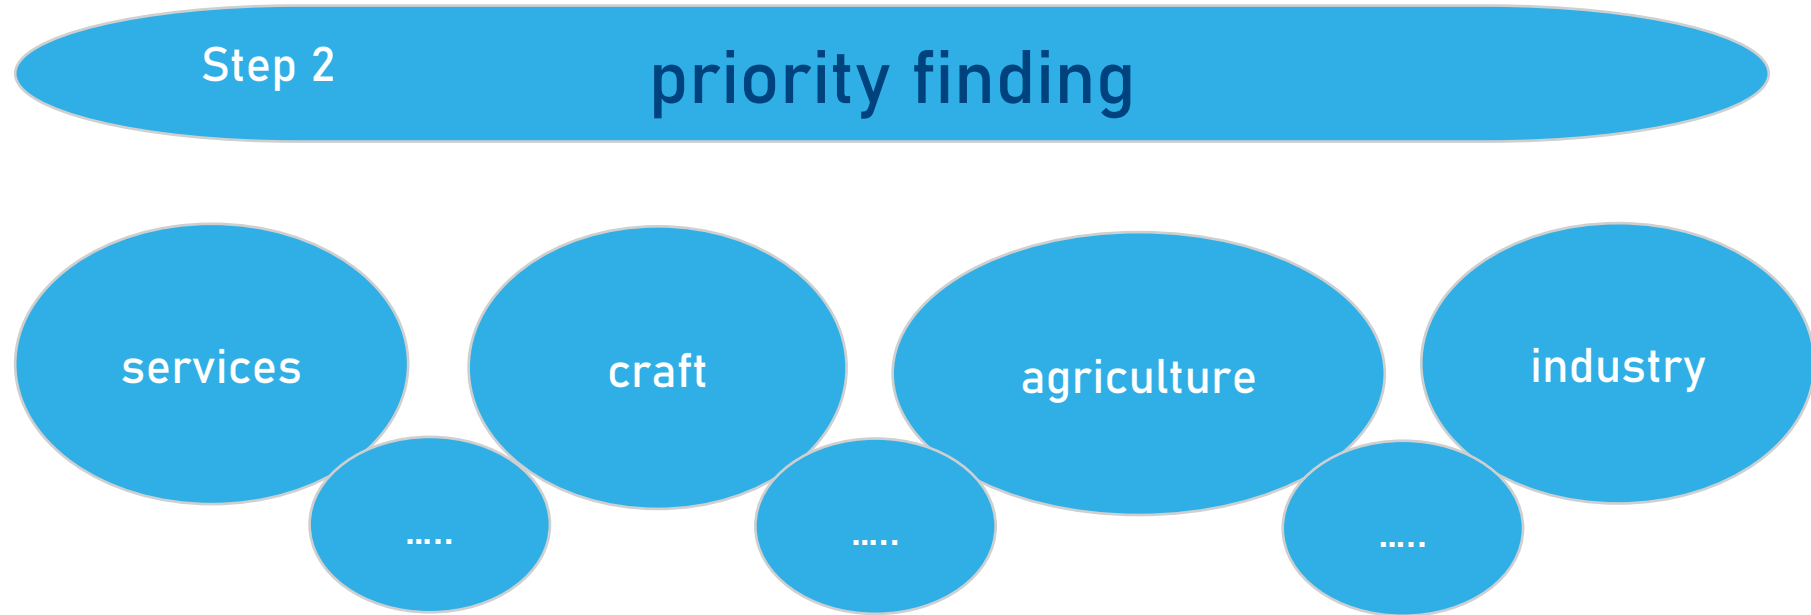 Step 2
priority finding
services
craft
agriculture
industry
.....
.....
.....